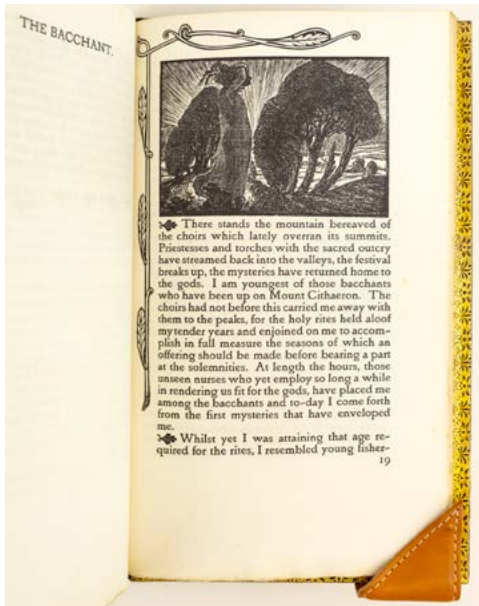 THE BACCHANT.
There stands the mountain bereaved of
the choirs which lately overran its summits.
Priestesses and torches with the sacred outcry
have streamed back into the valleys, the festival
breaks up, the mysteries have returned home to
the gods. I am youngest of those bacchants
who have been up on Mount Cithaeron. The
choirs had not before this carried me away with
them to the peaks, for the holy rites held aloof
my tender years and enjoined on me to accom-
plish in full measure the seasons of which an
offering should be made before bearing a part
at the solemnities. At length the hours, those
unseen nurses who yet employ so long a while
in rendering us fit for the gods, have placed me
among the bacchants and to-day I come forth
from the first mysteries that have enveloped
me.
Whilst yet I was attaining that age re-
quired for the rites, I resembled young fisher-
19